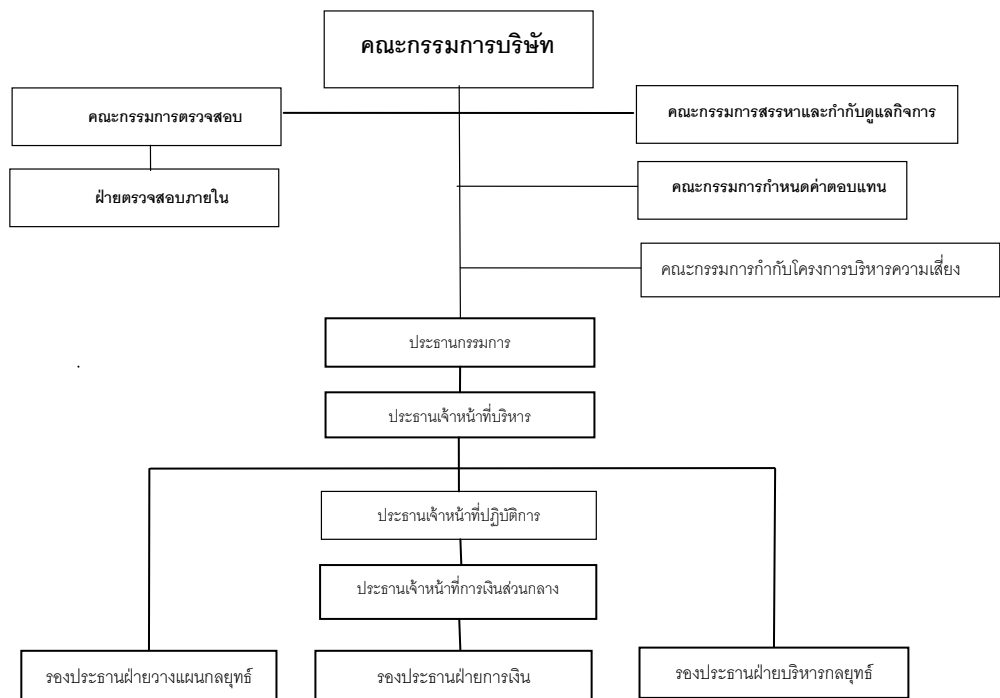 คณะกรรมการบริษัท
คณะกรรมการตรวจสอบ
คณะกรรมการสรรหาและกำกับดูแลกิจการ
ฝ่ายตรวจสอบภายใน
คณะกรรมการกำหนดค่าตอบแทน
คณะกรรมการกำกับโครงการบริหารความเสี่ยง
ประธานกรรมการ
ประธานเจ้าหน้าที่บริหาร
ประธานเจ้าหน้าที่ปฏิบัติการ
ประธานเจ้าหน้าที่การเงินส่วนกลาง
รองประธานฝ่ายวางแผนกลยุทธ์
รองประธานฝ่ายการเงิน
รองประธานฝ่ายบริหารกลยุทธ์